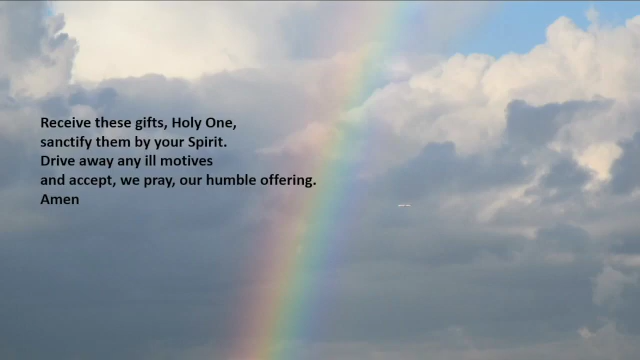 Receive these gifts, Holy One,
sanctify them by your Spirit.
Drive away any ill motives
and accept, we pray, our humble offering.
Amen